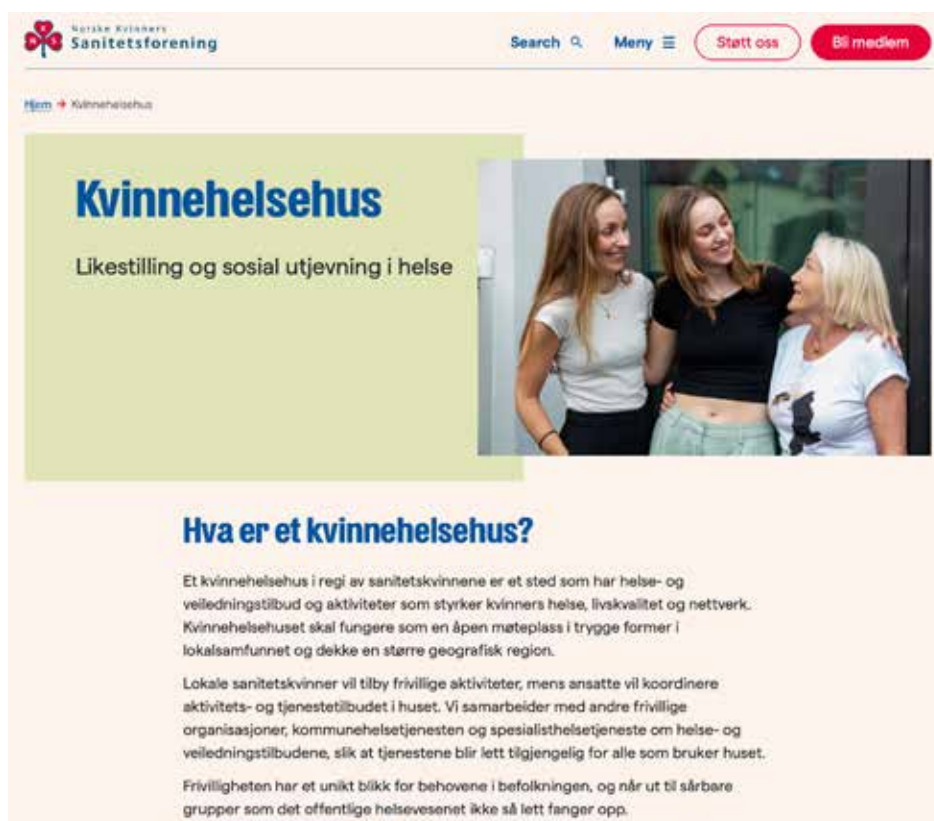 Norske Kvinners
N K S
Sanitetsforening
Search
Meny
Støtt oss
Bli medlem
Hjem → Kvinnehelsehus
Kvinnehelsehus
Likestilling og sosial utjevning i helse
Hva er et kvinnehelsehus?
Et kvinnehelsehus i regi av sanitetskvinnene er et sted som har helse- og
veiledningstilbud og aktiviteter som styrker kvinners helse, livskvalitet og nettverk.
Kvinnehelsehuset skal fungere som en åpen møteplass i trygge former i
lokalsamfunnet og dekke en større geografisk region.
Lokale sanitetskvinner vil tilby frivillige aktiviteter, mens ansatte vil koordinere
aktivitets- og tjenestetilbudet i huset. Vi samarbeider med andre frivillige
organisasjoner, kommunehelsetjenesten og spesialisthelsetjeneste om helse- og
veiledningstilbudene, slik at tjenestene blir lett tilgjengelig for alle som bruker huset.
Frivilligheten har et unikt blikk for behovene i befolkningen, og når ut til sårbare
grupper som det offentlige helsevesenet ikke så lett fanger opp.